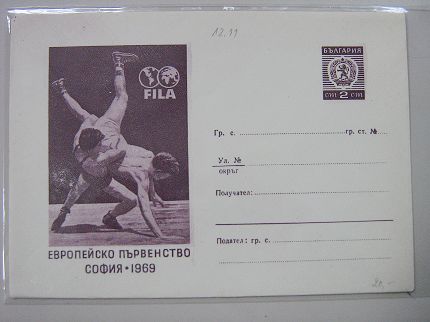 12.11
БЪЛГАРИЯ
СТ 2 СТ
FILA
Гр. с. гр. ст. №
Ул. №
окръг
Получател:
Подател: гр. с.
ЕВРОПЕЙСКО ПЪРВЕНСТВО
СОФИЯ • 1969
20,-